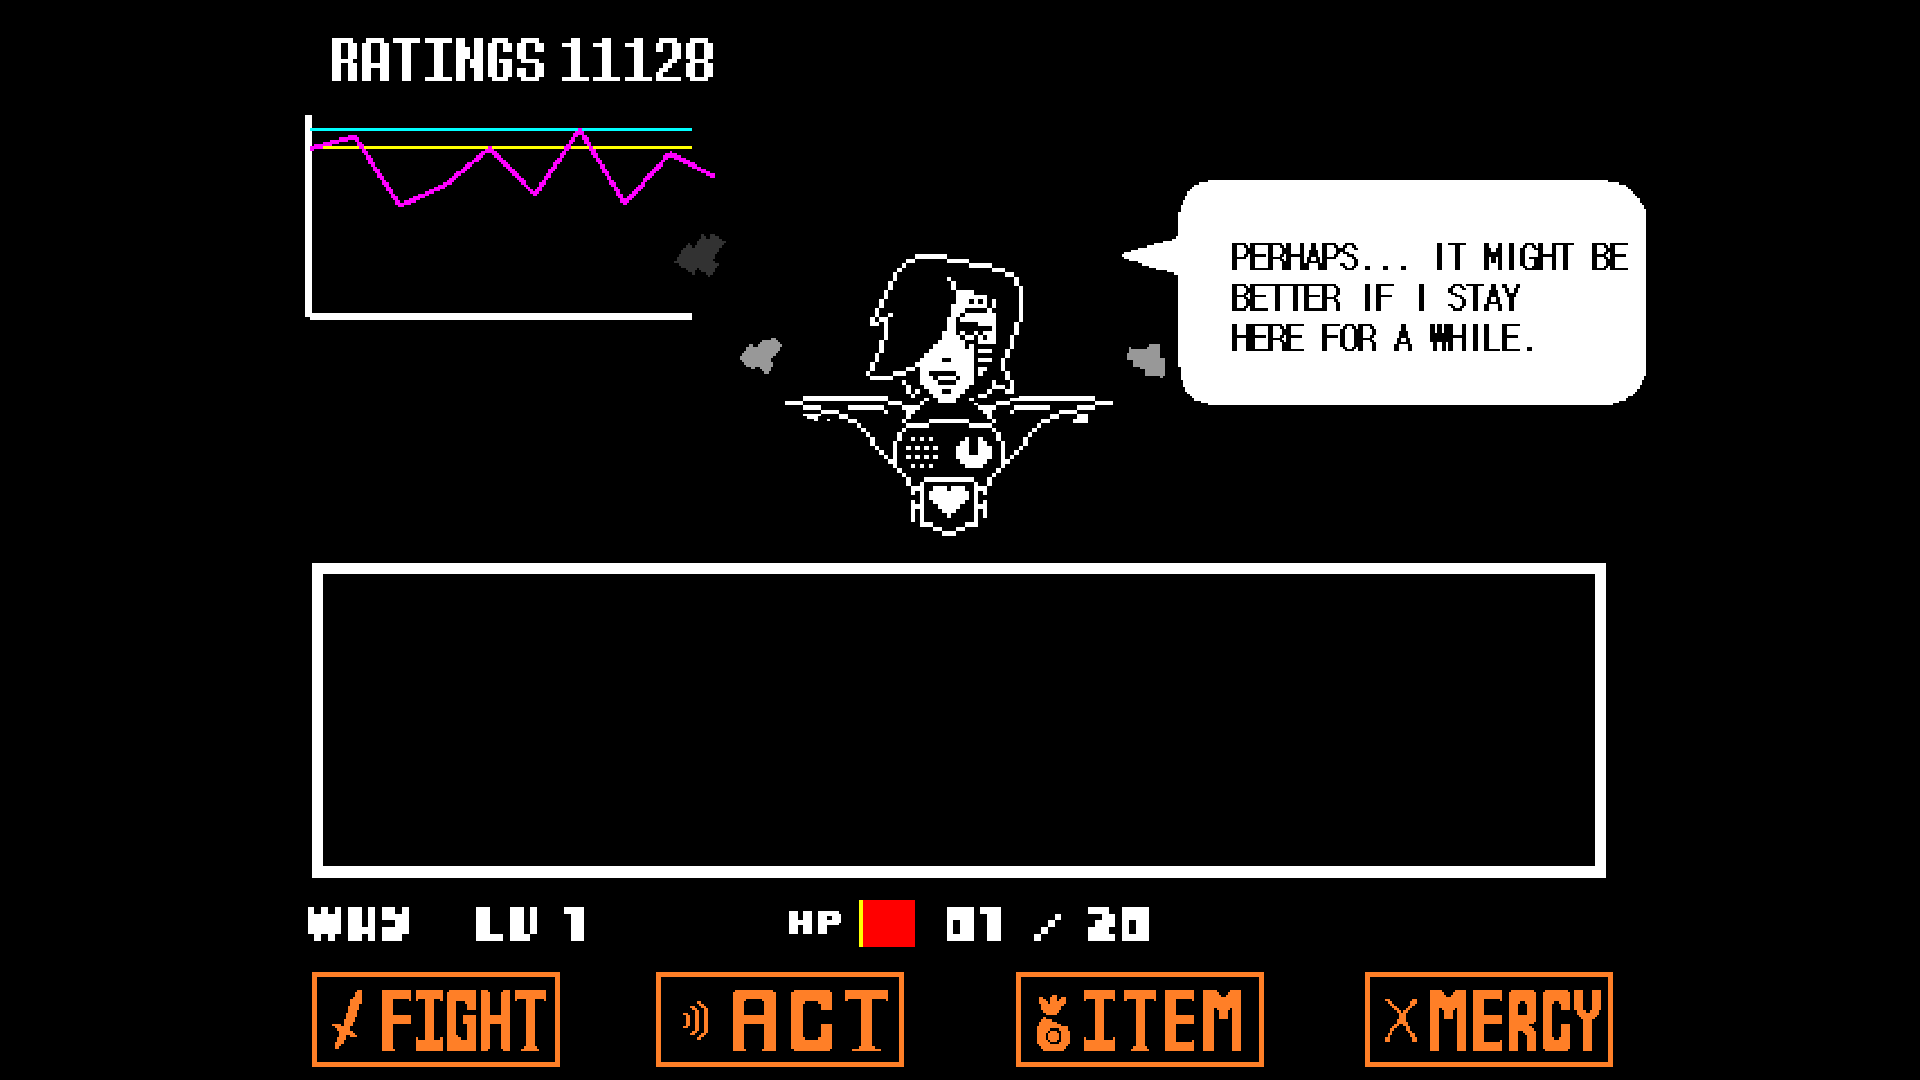 RATINGS 11128
PERHAPS... IT MIGHT BE
BETTER IF I STAY
HERE FOR A WHILE.
WHY LV 1 HP 01 / 20
FIGHT ACT ITEM MERCY